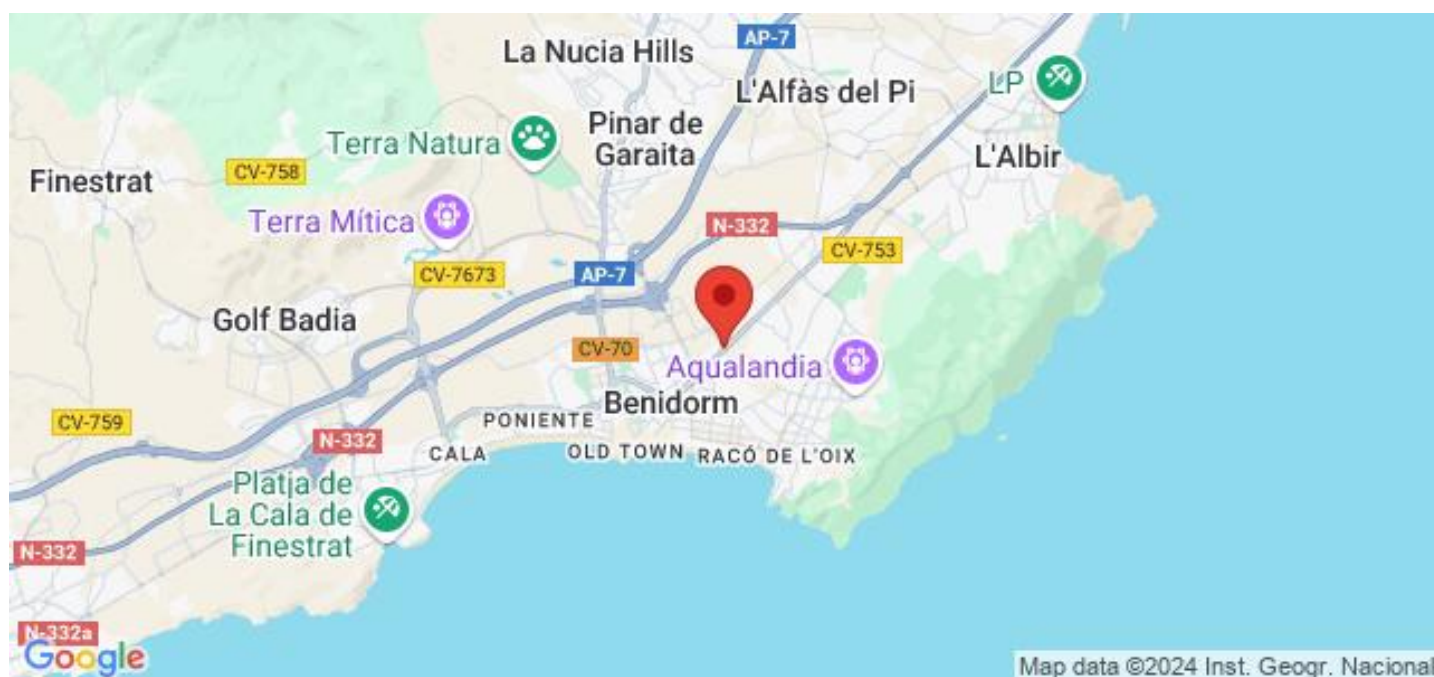 AP-7
La Nucia Hills
LP
L'Alfàs del Pi
Pinar de
Garaita
Terra Natura
L'Albir
CV-758
Finestrat
Terra Mítica
N-332
CV-753
CV-7673
AP-7
Golf Badia
CV-70
Aqualandia
Benidorm
CV-759
PONIENTE
N-332
CALA
OLD TOWN
RACÓ DE L'OIX
Platja de
La Cala de
Finestrat
N-332
N-332a
Google
Map data ©2024 Inst. Geogr. Nacional